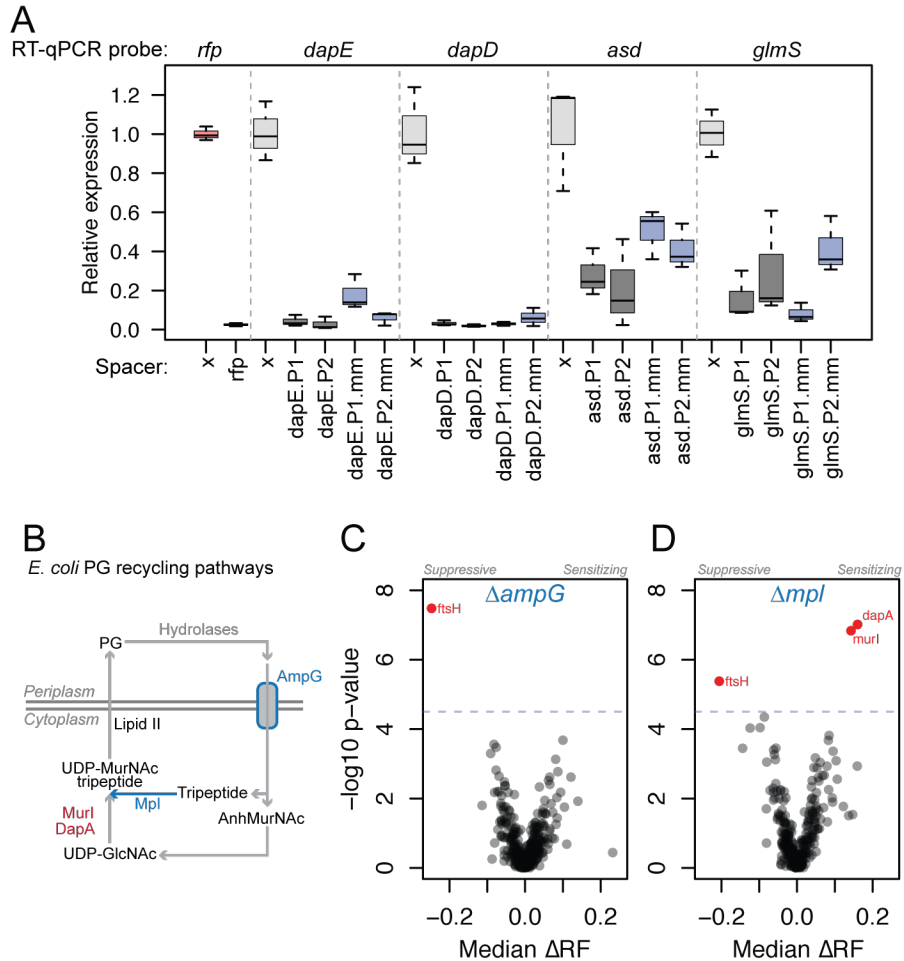 A
RT-qPCR probe: rfp dapE dapD asd glmS
Relative expression
1.2
1.0
0.8
0.6
0.4
0.2
0.0
Spacer: x rfp x dapE.P1 dapE.P2 dapE.P1.mm dapE.P2.mm x dapD.P1 dapD.P2 dapD.P1.mm dapD.P2.mm x asd.P1 asd.P2 asd.P1.mm asd.P2.mm x glmS.P1 glmS.P2 glmS.P1.mm glmS.P2.mm
B
E. coli PG recycling pathways
Hydrolases
PG
AmpG
Periplasm
Cytoplasm
Lipid II
UDP-MurNAc
tripeptide
Mpl
Tripeptide
MurI
DapA
AnhMurNAc
UDP-GlcNAc
C
Suppressive Sensitizing
ΔampG
ftsH
−log10 p−value
8
6
4
2
0
−0.2 0.0 0.2
Median ΔRF
D
Suppressive Sensitizing
Δmpl
dapA
murI
ftsH
8
6
4
2
0
−0.2 0.0 0.2
Median ΔRF